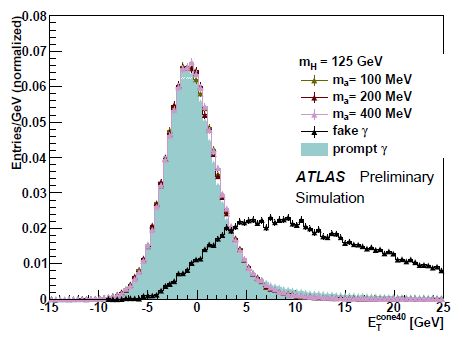 0.08
0.07
0.06
0.05
0.04
0.03
0.02
0.01
0
Entries/GeV (normalized)
m_H = 125 GeV
m_a= 100 MeV
m_a= 200 MeV
m_a= 400 MeV
fake γ
prompt γ
ATLAS Preliminary
Simulation
-15 -10 -5 0 5 10 15 20 25
E_T^cone40 [GeV]